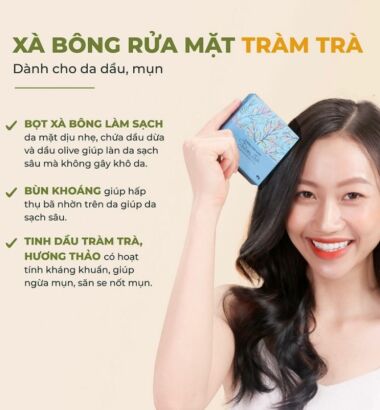 XÀ BÔNG RỬA MẶT TRÀM TRÀ
Dành cho da dầu, mụn
BỌT XÀ BÔNG LÀM SẠCH
da mặt dịu nhẹ, chứa dầu dừa
và dầu olive giúp làn da sạch
sâu mà không gây khô da.
BÙN KHOÁNG giúp hấp
thụ bã nhờn trên da giúp da
sạch sâu.
TINH DẦU TRÀM TRÀ,
HƯƠNG THẢO có hoạt
tính kháng khuẩn, giúp
ngừa mụn, săn se nốt mụn.